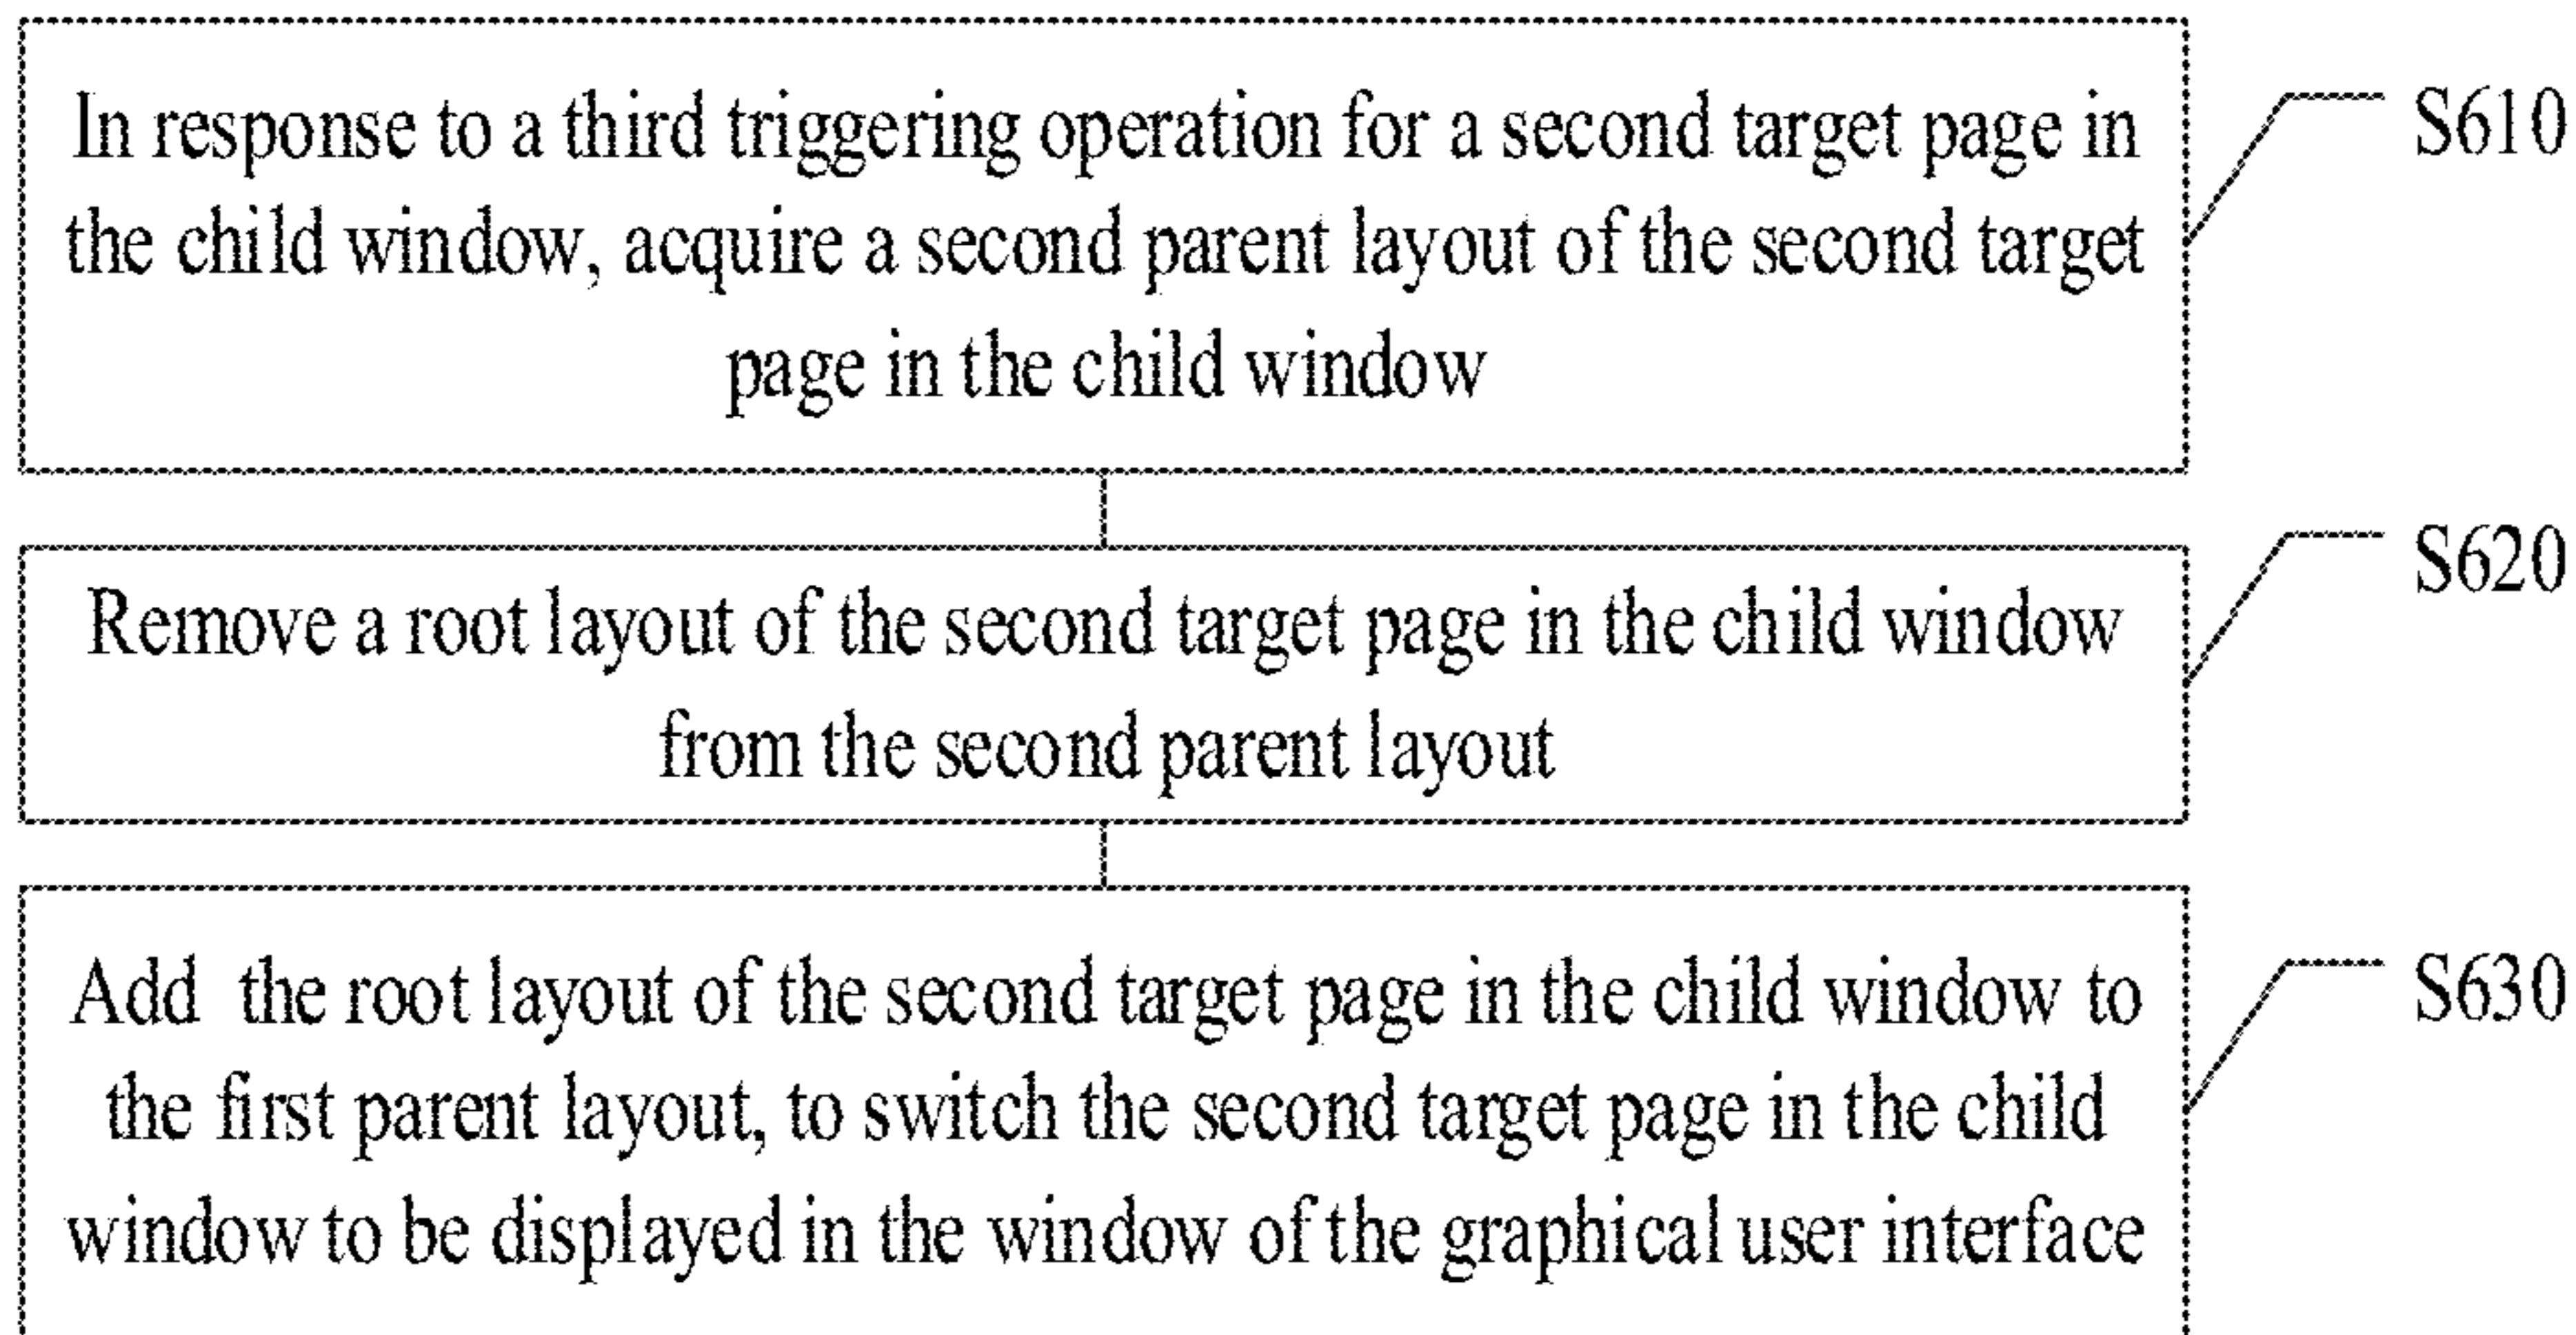 In response to a third triggering operation for a second target page in
the child window, acquire a second parent layout of the second target
page in the child window
S610
Remove a root layout of the second target page in the child window
from the second parent layout
S620
Add the root layout of the second target page in the child window to
the first parent layout, to switch the second target page in the child
window to be displayed in the window of the graphical user interface
S630